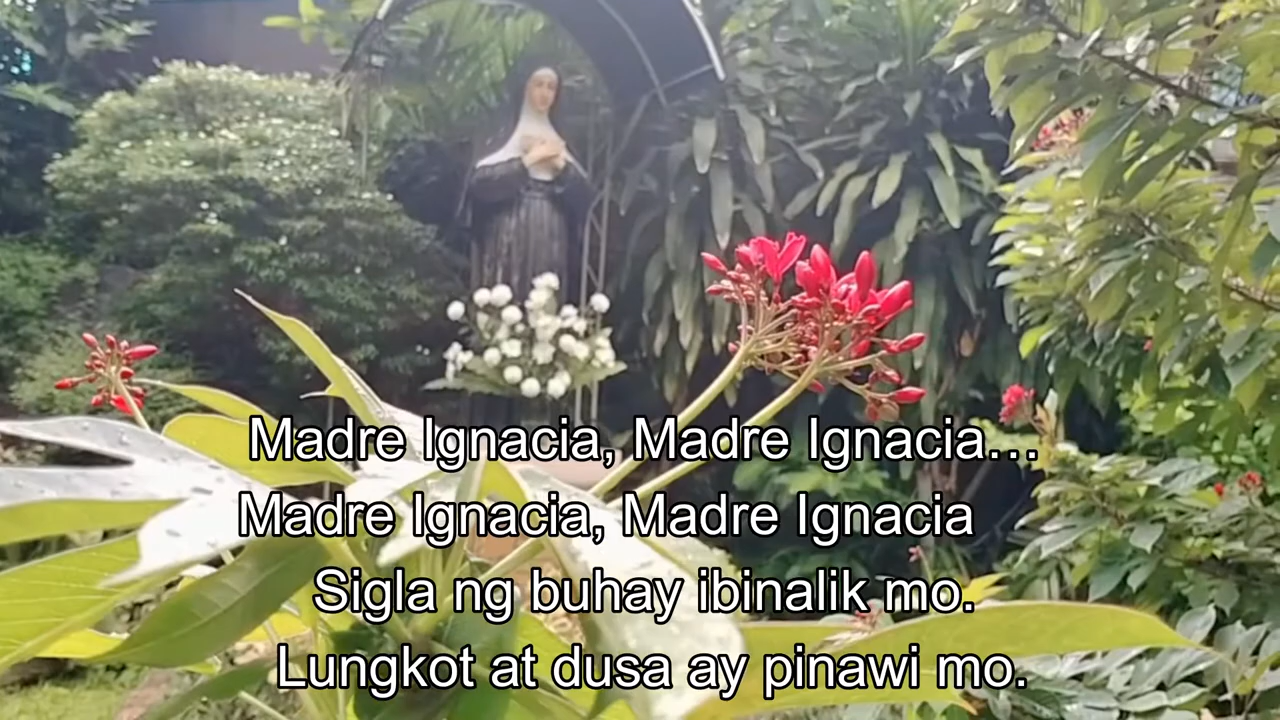 Madre Ignacia, Madre Ignacia…
Madre Ignacia, Madre Ignacia
Sigla ng buhay ibinalik mo.
Lungkot at dusa ay pinawi mo.